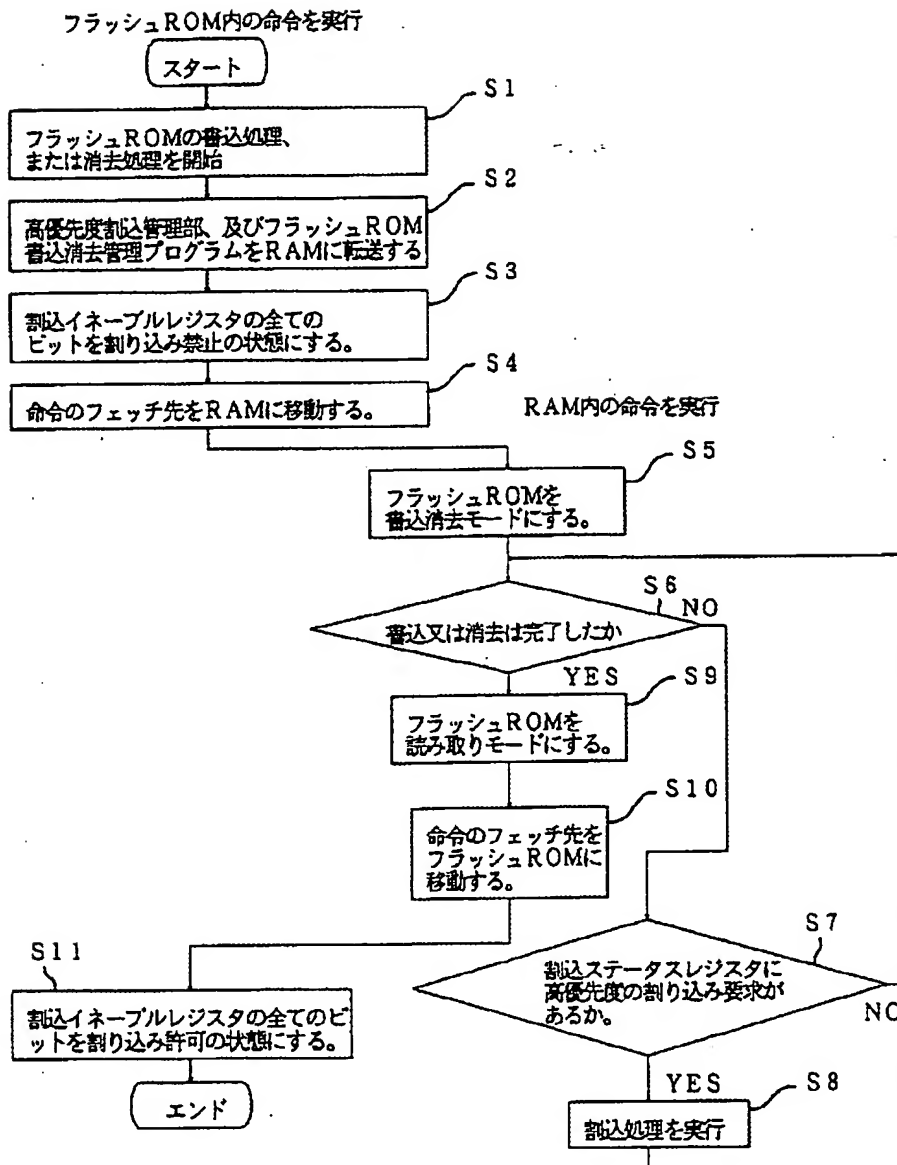 フラッシュROM内の命令を実行
スタート
S1
フラッシュROMの書込処理、
または消去処理を開始
S2
高優先度割込管理部、及びフラッシュROM
書込消去管理プログラムをRAMに転送する
S3
割込イネーブルレジスタの全ての
ビットを割り込み禁止の状態にする。
S4
命令のフェッチ先をRAMに移動する。
RAM内の命令を実行
S5
フラッシュROMを
書込消去モードにする。
S6
NO
書込又は消去は完了したか
YES
S9
フラッシュROMを
読み取りモードにする。
S10
命令のフェッチ先を
フラッシュROMに
移動する。
S7
割込ステータスレジスタに
高優先度の割り込み要求が
あるか。
NO
S11
割込イネーブルレジスタの全てのビ
ットを割り込み許可の状態にする。
エンド
YES
S8
割込処理を実行